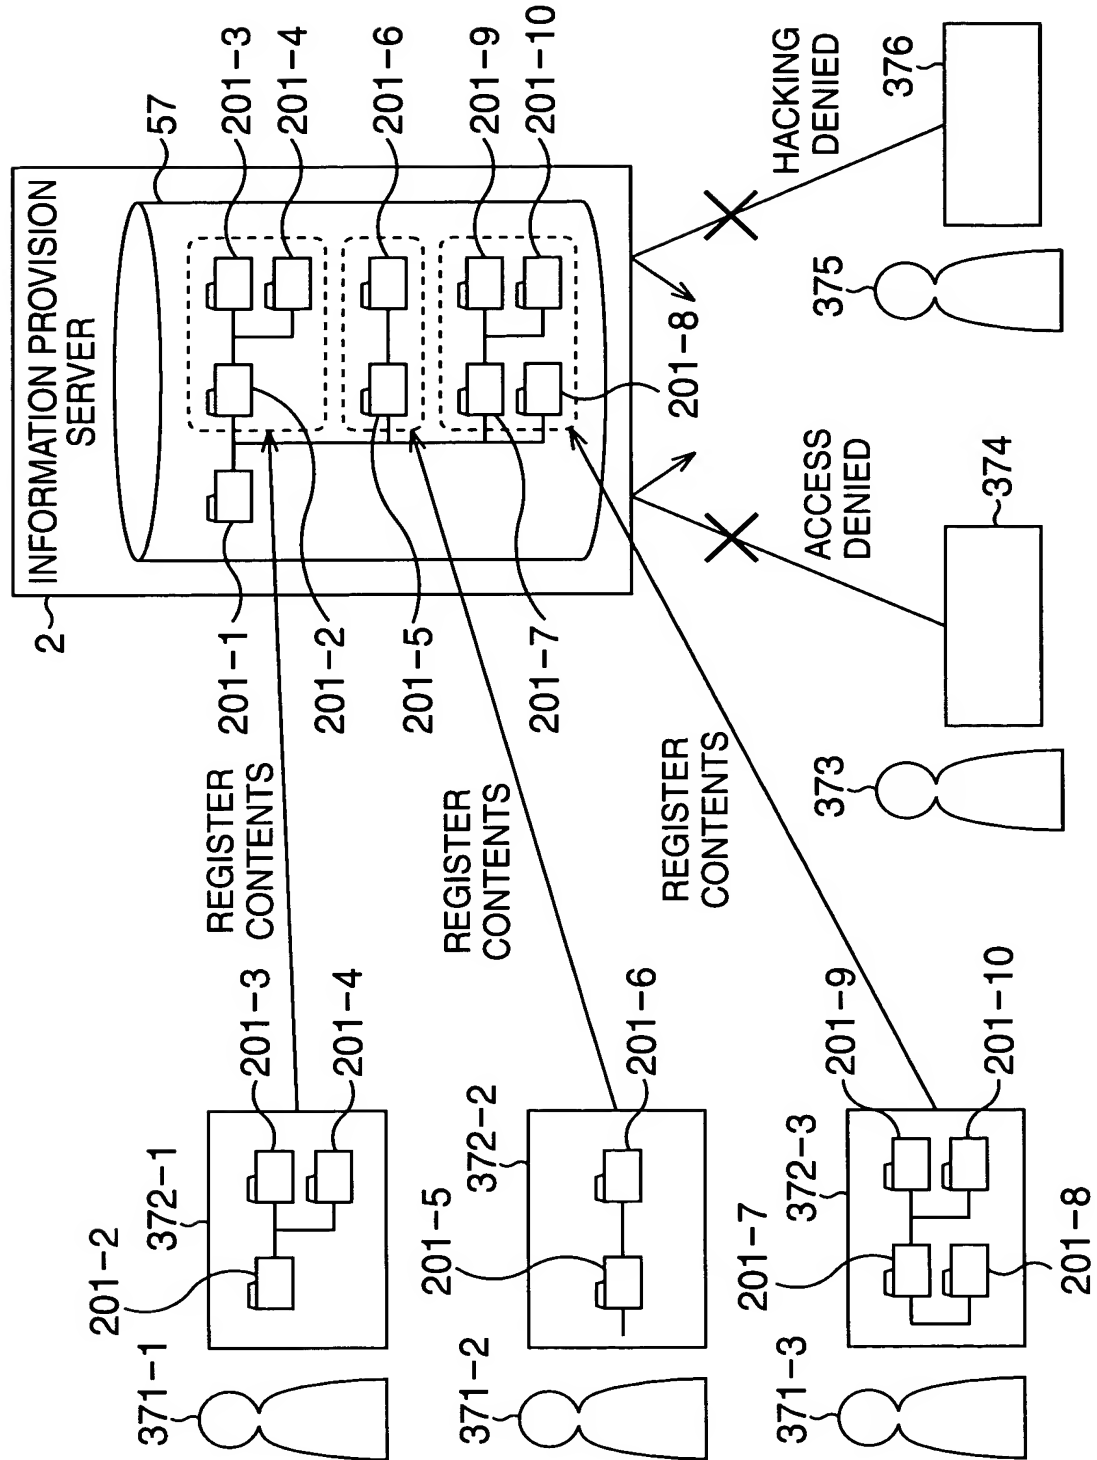 INFORMATION PROVISION
SERVER
2
57
201-3
201-4
201-6
201-9
201-10
201-8
201-1
201-2
201-5
201-7
REGISTER
CONTENTS
REGISTER
CONTENTS
REGISTER
CONTENTS
ACCESS
DENIED
HACKING
DENIED
371-1
372-1
201-2
201-3
201-4
371-2
372-2
201-5
201-6
371-3
372-3
201-7
201-8
201-9
201-10
373
374
375
376